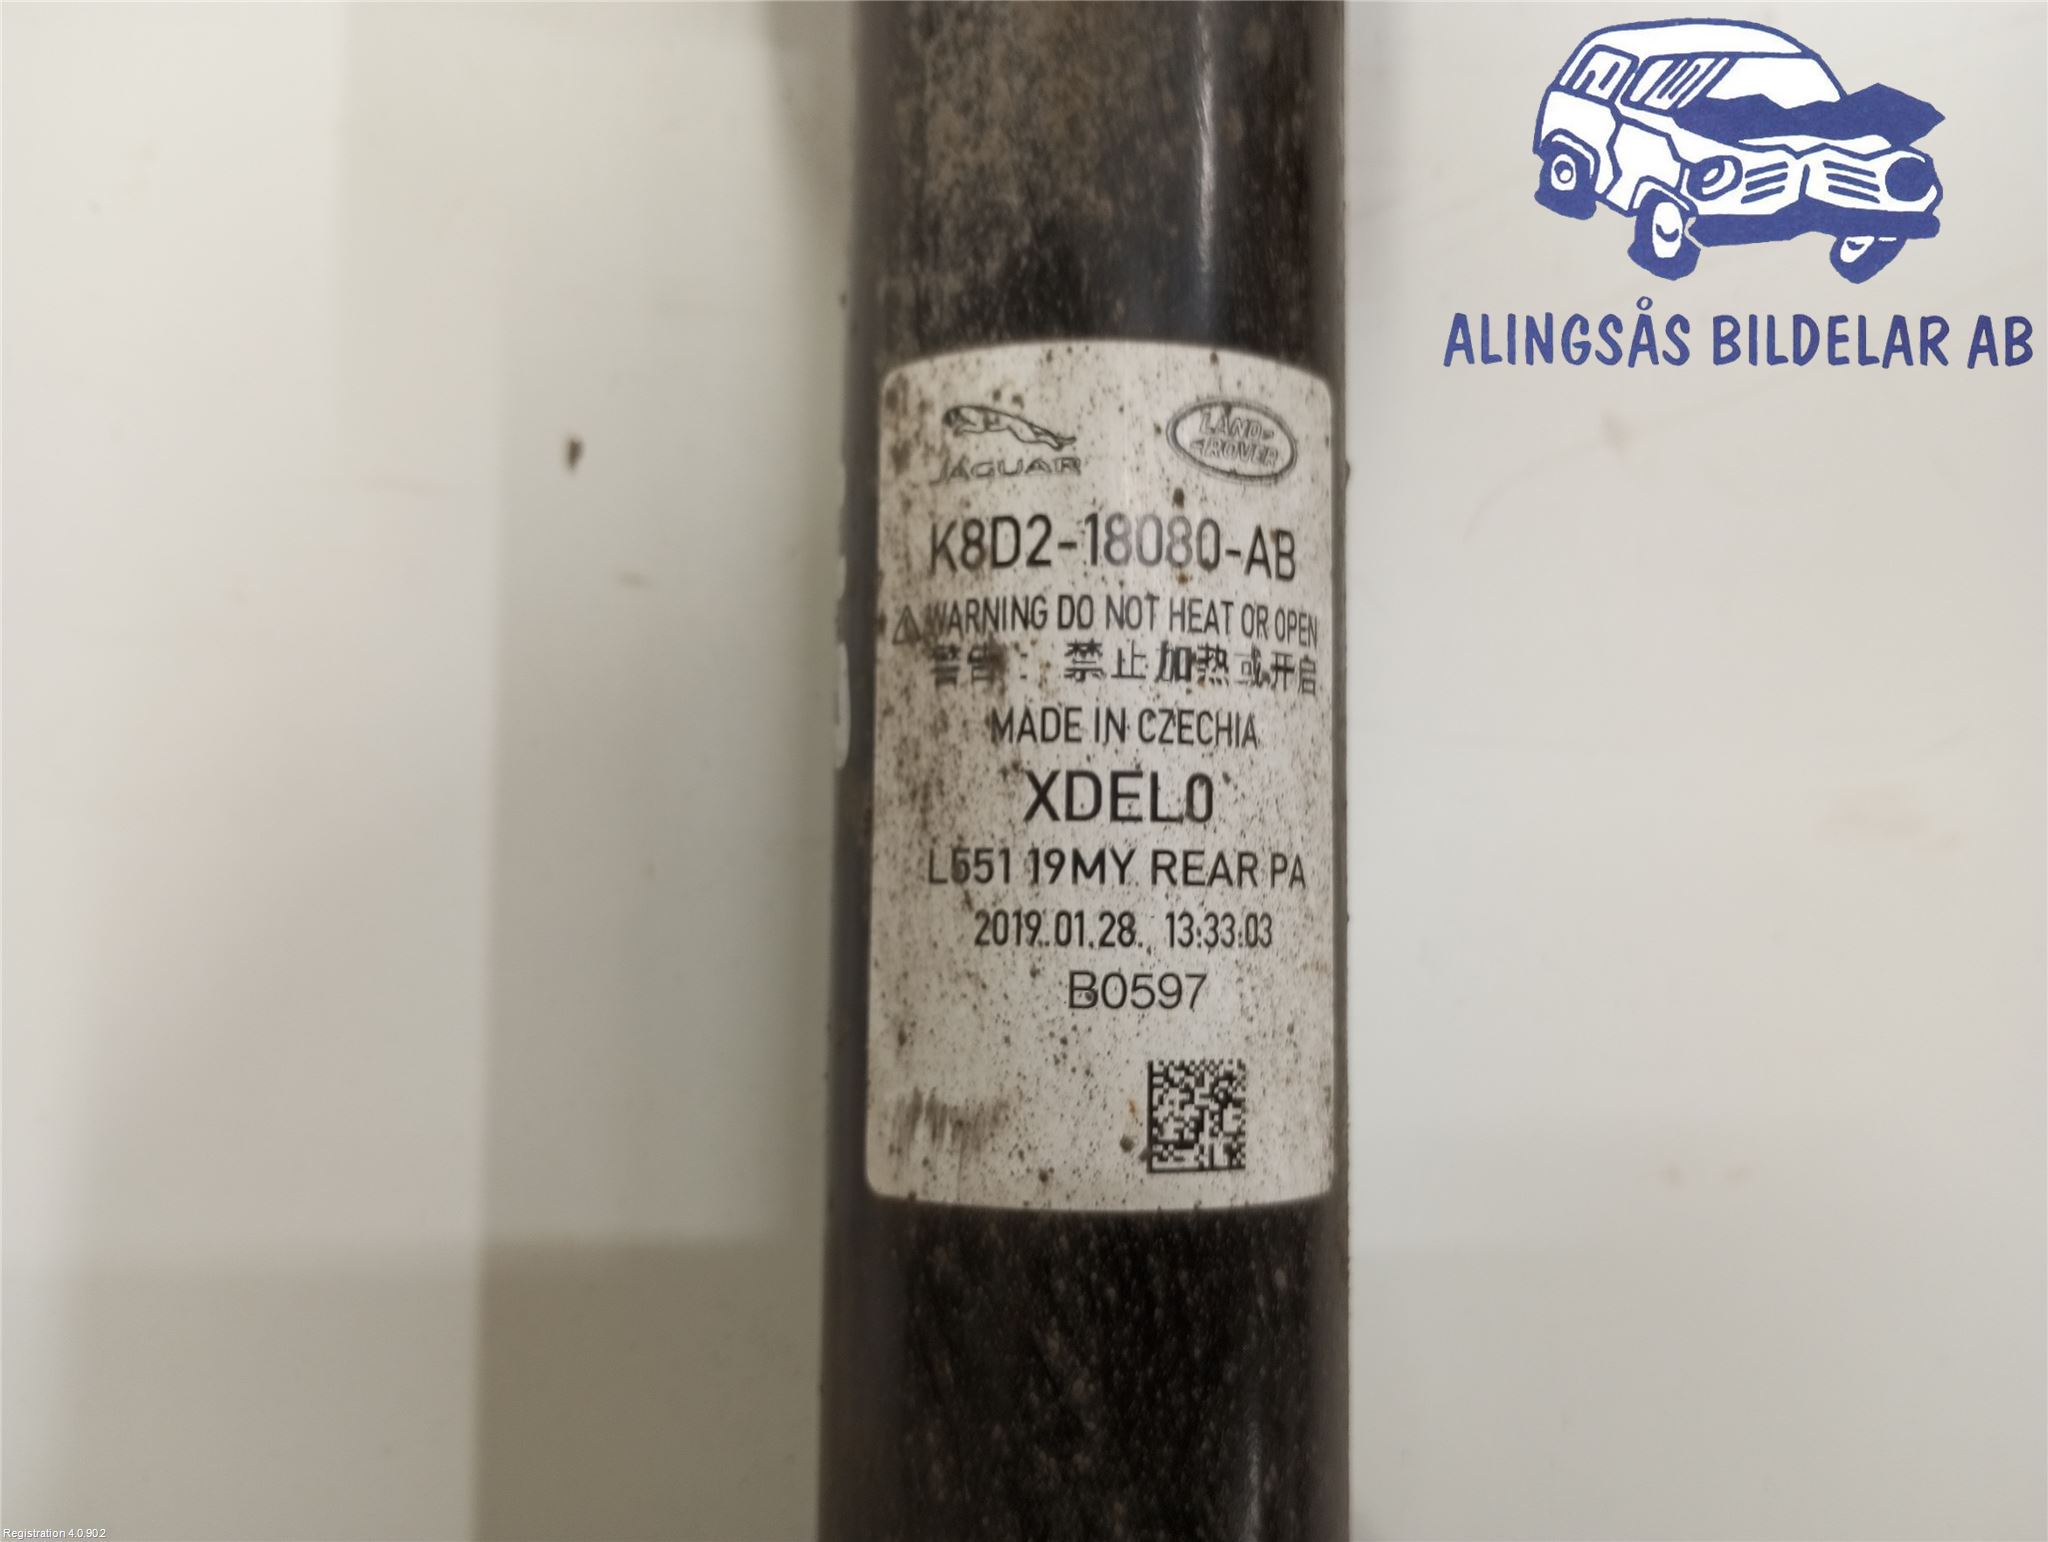 ALINGSÅS BILDELAR AB
JAGUAR
LAND-
ROVER
K8D2-18080-AB
WARNING DO NOT HEAT OR OPEN
警告: 禁止加热或开启
MADE IN CZECHIA
XDEL0
L551 19MY REAR PA
2019.01.28. 13:33:03
B0597
Registration 4.0.902